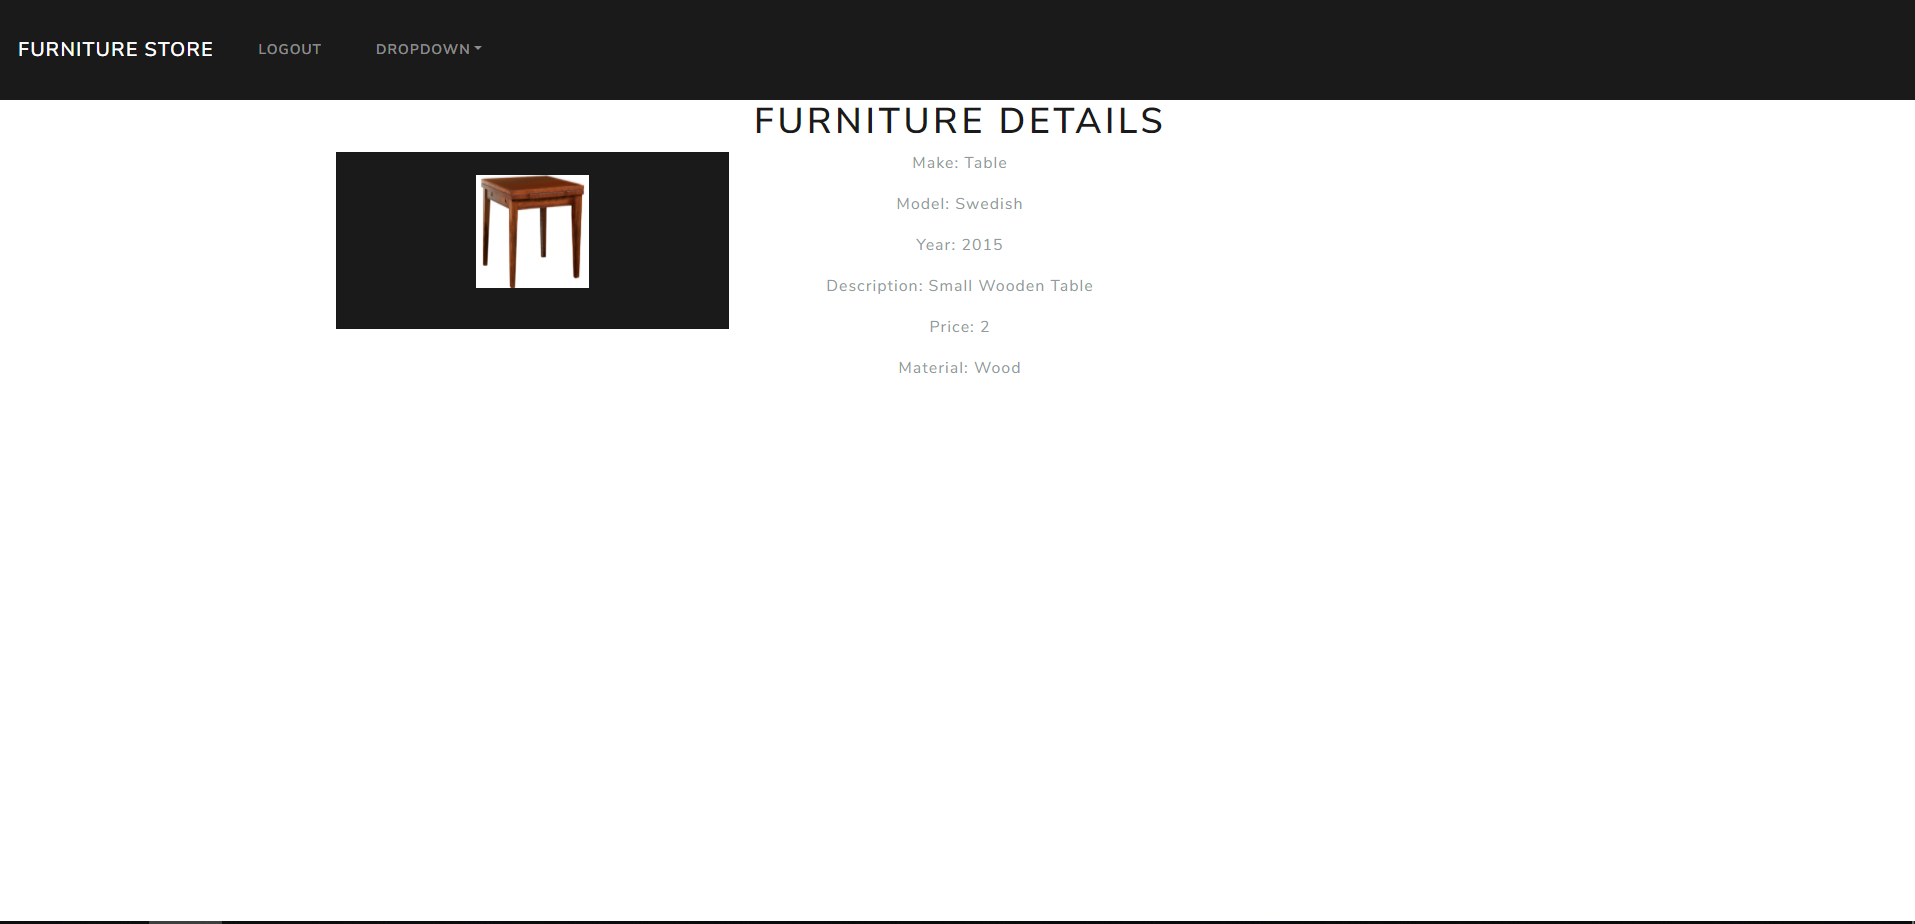 FURNITURE STORE LOGOUT DROPDOWN
FURNITURE DETAILS
Make: Table
Model: Swedish
Year: 2015
Description: Small Wooden Table
Price: 2
Material: Wood